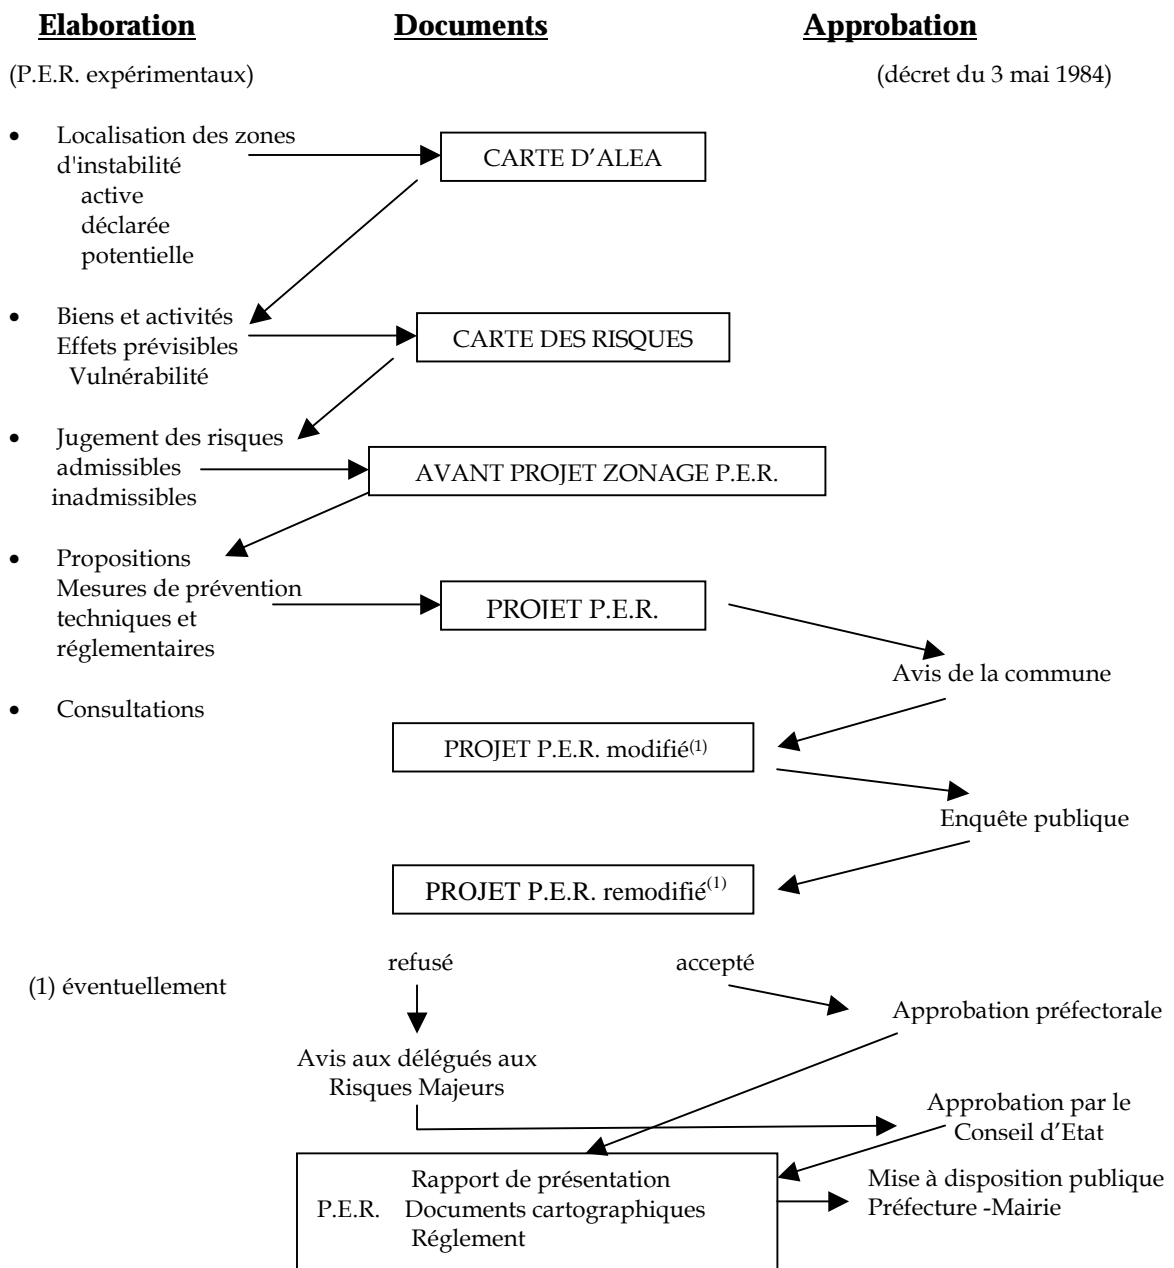 Elaboration Documents Approbation
(P.E.R. expérimentaux) (décret du 3 mai 1984)
• Localisation des zones
d'instabilité
active
déclarée
potentielle
CARTE D’ALEA
• Biens et activités
Effets prévisibles
Vulnérabilité
CARTE DES RISQUES
• Jugement des risques
admissibles
inadmissibles
AVANT PROJET ZONAGE P.E.R.
• Propositions
Mesures de prévention
techniques et
réglementaires
PROJET P.E.R.
Avis de la commune
• Consultations
PROJET P.E.R. modifié(1)
Enquête publique
PROJET P.E.R. remodifié(1)
refusé accepté
(1) éventuellement
Approbation préfectorale
Avis aux délégués aux
Risques Majeurs
Approbation par le
Conseil d’Etat
Rapport de présentation
P.E.R. Documents cartographiques
Réglement
Mise à disposition publique
Préfecture -Mairie